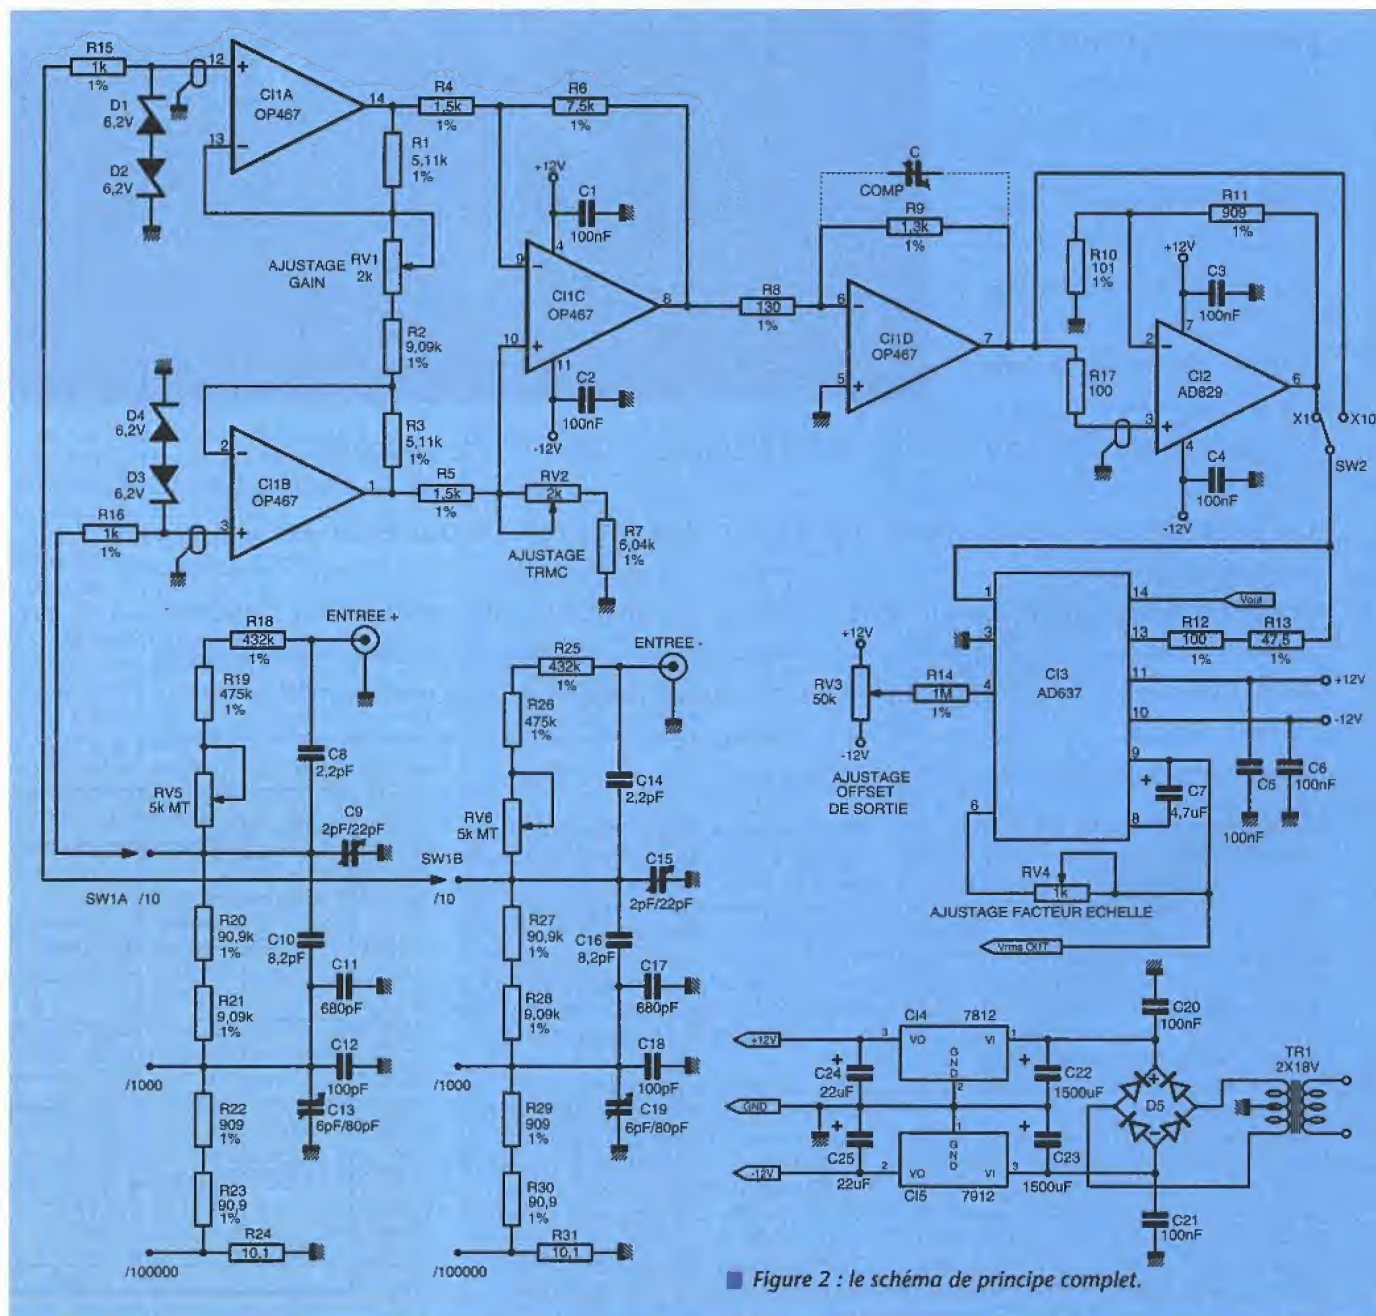 R15
1k
1%
12
+
CI1A
OP467
14
13
-
D1
6,2V
D2
6,2V
R4
1,5k
1%
R6
7,5k
1%
R1
5,11k
1%
AJUSTAGE
GAIN
RV1
2k
R2
9,09k
1%
R3
5,11k
1%
+12V
C1
100nF
4
9
-
CI1C
OP467
8
10
+
11
C2
100nF
-12V
D4
6,2V
D3
6,2V
2
-
CI1B
OP467
1
3
+
R16
1k
1%
R5
1,5k
1%
RV2
2k
AJUSTAGE
TRMC
R7
6,04k
1%
C
COMP
R9
1,3k
1%
R8
130
1%
6
-
CI1D
OP467
7
5
+
R10
101
1%
R11
909
1%
+12V
C3
100nF
7
2
-
CI2
AD829
6
R17
100
3
+
4
C4
100nF
-12V
X1
X10
SW2
1
14
Vout
3
13
R12
100
1%
R13
47,5
1%
CI3
AD637
4
11
+12V
10
-12V
9
6
8
+
C7
4,7uF
C5
100nF
C6
100nF
+12V
RV3
50k
-12V
R14
1M
1%
AJUSTAGE
OFFSET
DE SORTIE
RV4
1k
AJUSTAGE FACTEUR ECHELLE
Vrms OUT
R18
432k
1%
ENTREE +
R19
475k
1%
C8
2,2pF
RV5
5k MT
C9
2pF/22pF
SW1A /10
R20
90,9k
1%
C10
8,2pF
C11
680pF
R21
9,09k
1%
C12
100pF
/1000
C13
6pF/80pF
R22
909
1%
R23
90,9
1%
R24
10,1
/100000
R25
432k
1%
ENTREE -
R26
475k
1%
C14
2,2pF
RV6
5k MT
SW1B
/10
C15
2pF/22pF
R27
90,9k
1%
C16
8,2pF
C17
680pF
R28
9,09k
1%
C18
100pF
/1000
C19
6pF/80pF
R29
909
1%
R30
90,9
1%
R31
10,1
/100000
CI4
7812
+12V
3
VO
VI
1
GND
2
+
C24
22uF
+
C22
1500uF
GND
+
C25
22uF
+
C23
1500uF
1
GND
-12V
2
VO
VI
3
CI5
7912
C20
100nF
+
D5
-
TR1
2X18V
C21
100nF
Figure 2 : le schéma de principe complet.